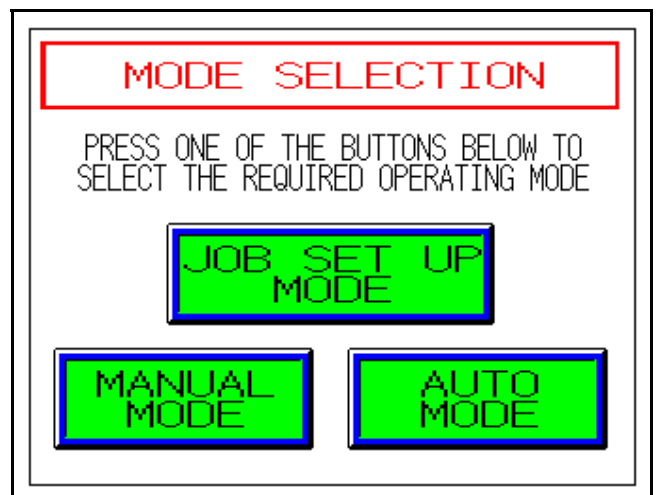 MODE SELECTION
PRESS ONE OF THE BUTTONS BELOW TO
SELECT THE REQUIRED OPERATING MODE
JOB SET UP
MODE
MANUAL
MODE
AUTO
MODE